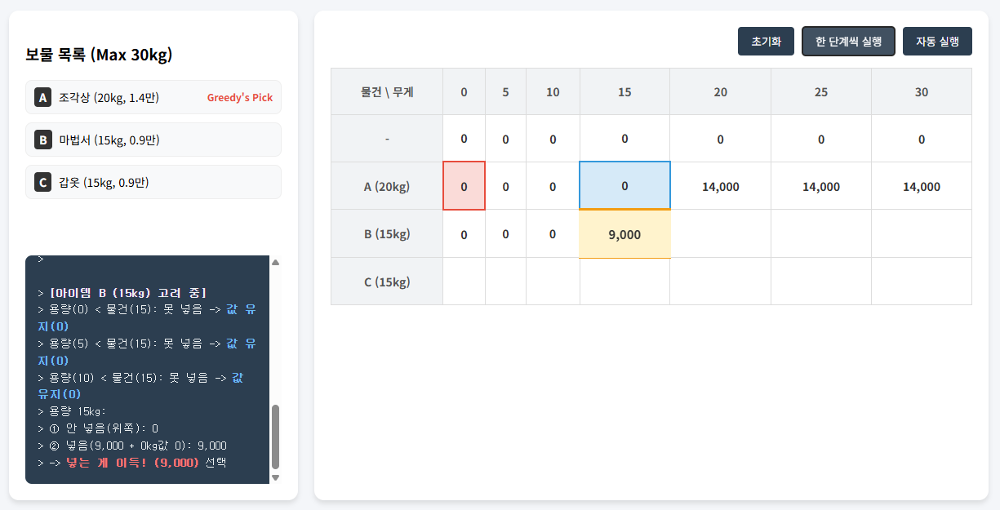 보물 목록 (Max 30kg)
A 조각상 (20kg, 1.4만) Greedy's Pick
B 마법서 (15kg, 0.9만)
C 갑옷 (15kg, 0.9만)
>
> [아이템 B (15kg) 고려 중]
> 용량(0) < 물건(15): 못 넣음 -> 값 유
지(0)
> 용량(5) < 물건(15): 못 넣음 -> 값 유
지(0)
> 용량(10) < 물건(15): 못 넣음 -> 값
유지(0)
> 용량 15kg:
> ① 안 넣음(위쪽): 0
> ② 넣음(9,000 + 0kg값 0): 9,000
> -> 넣는 게 이득! (9,000) 선택
초기화 한 단계씩 실행 자동 실행
물건 \ 무게 0 5 10 15 20 25 30
- 0 0 0 0 0 0 0
A (20kg) 0 0 0 0 14,000 14,000 14,000
B (15kg) 0 0 0 9,000
C (15kg)